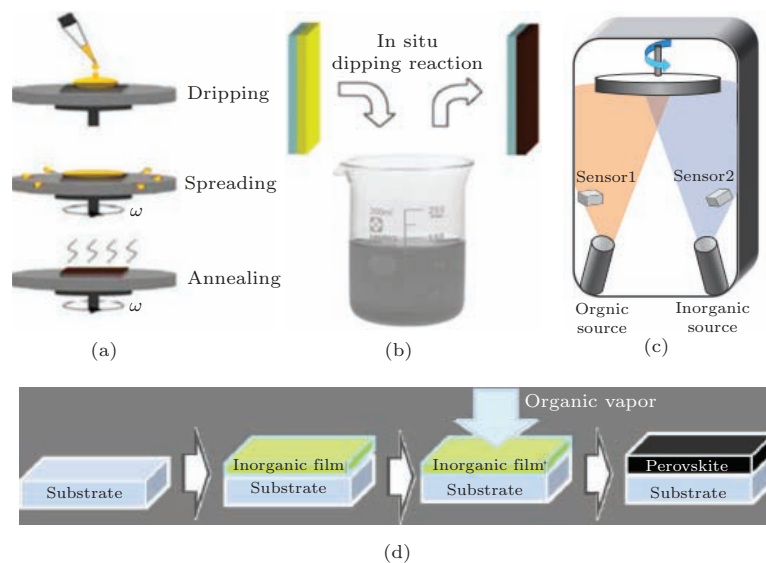 Dripping
Spreading
ω
Annealing
ω
(a)
In situ
dipping reaction
200ml
(b)
Sensor1
Sensor2
Orgnic
source
Inorganic
source
(c)
Organic vapor
Substrate
Inorganic film
Substrate
Inorganic film
Substrate
Perovskite
Substrate
(d)